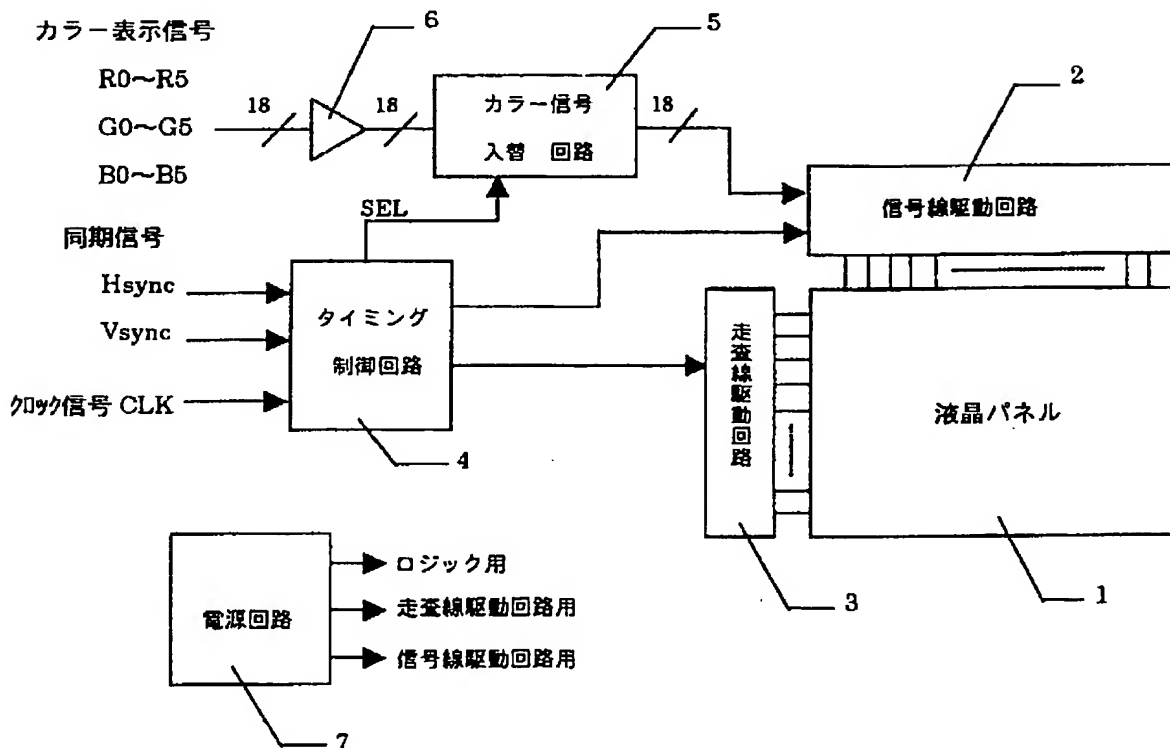 カラー表示信号
R0〜R5
G0〜G5
B0〜B5
18
6
18
カラー信号
入替 回路
5
18
2
信号線駆動回路
SEL
同期信号
Hsync
Vsync
クロック信号 CLK
タイミング
制御回路
4
走査線駆動回路
3
液晶パネル
1
電源回路
ロジック用
走査線駆動回路用
信号線駆動回路用
7